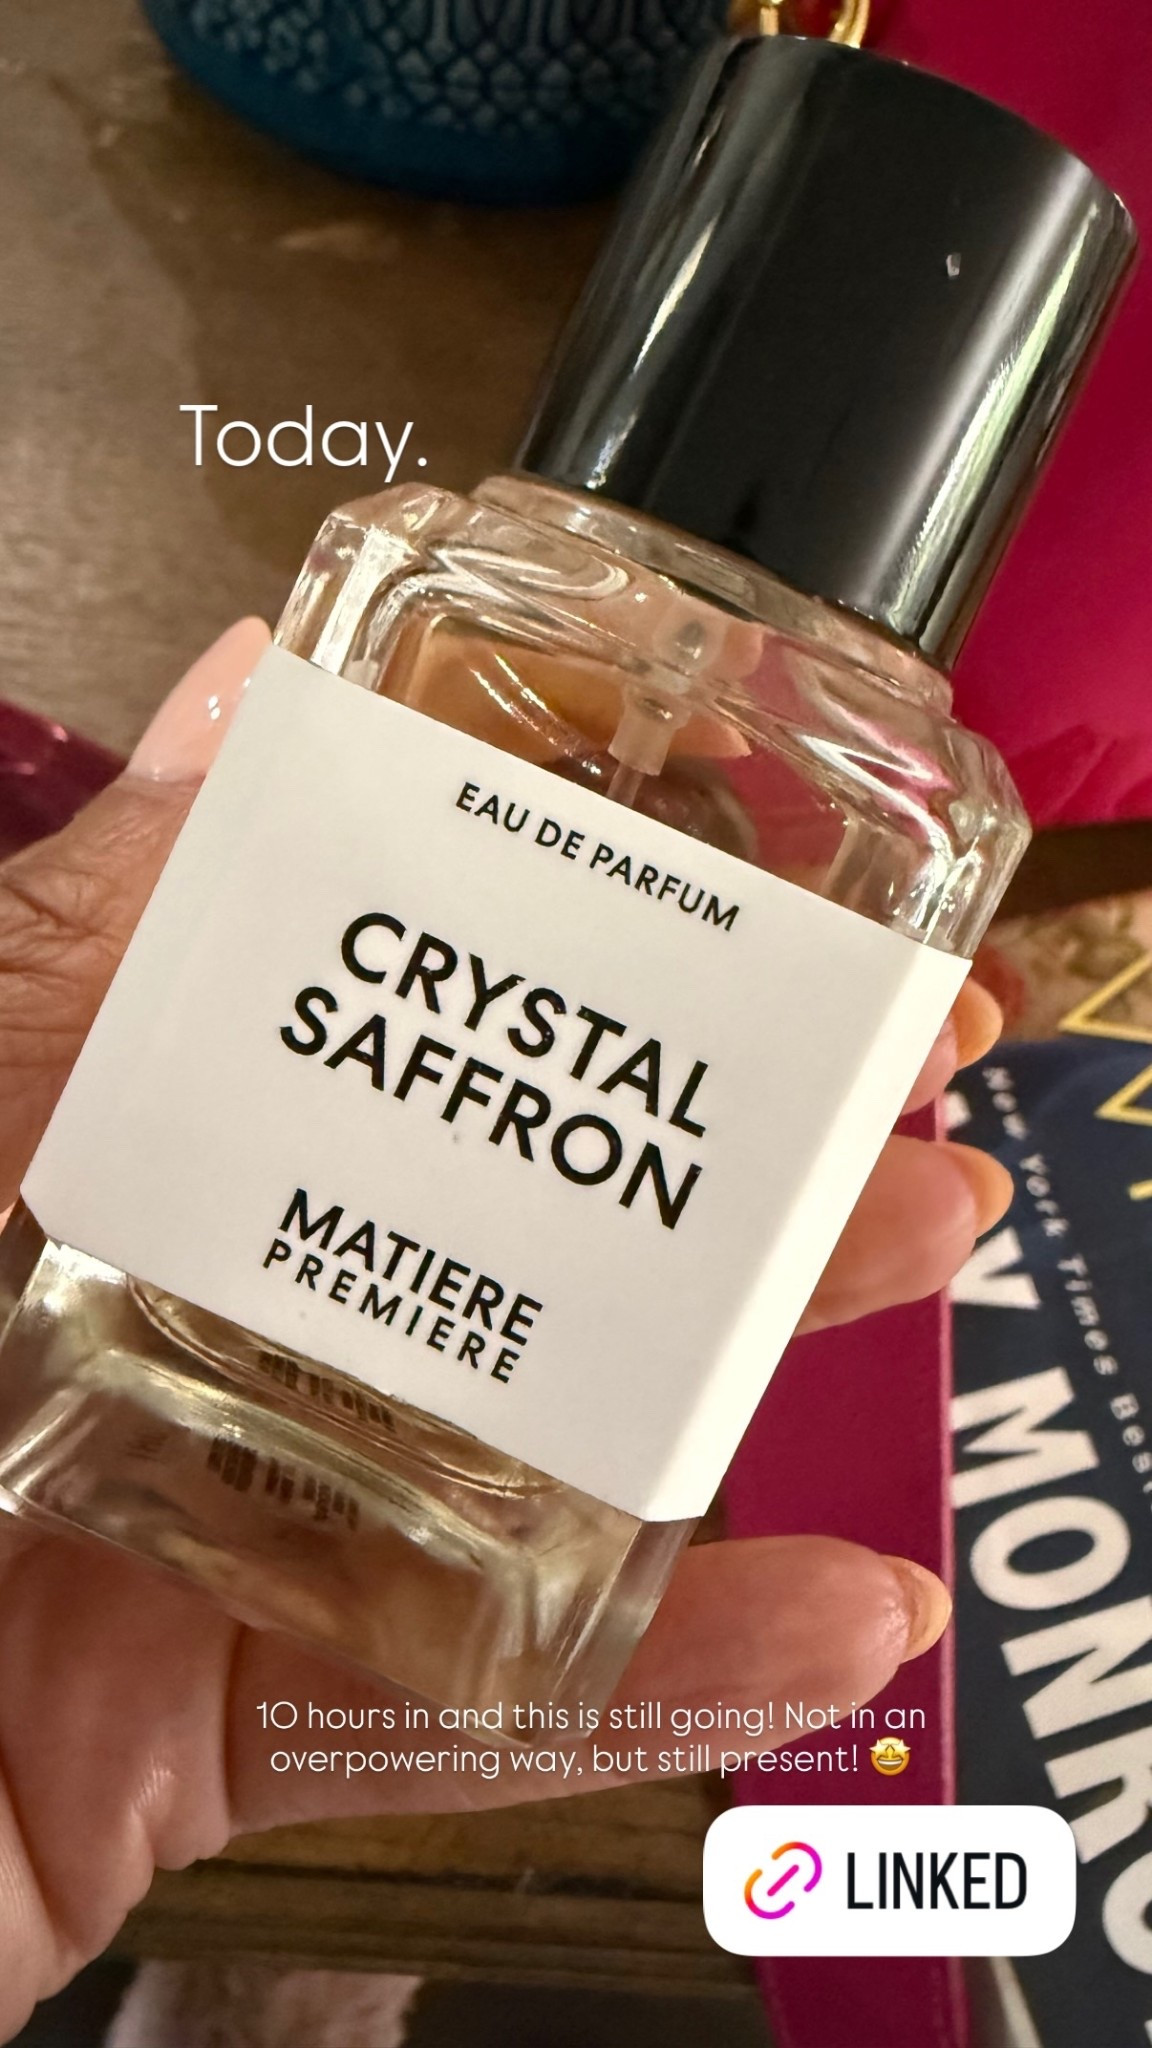 Today.
EAU DE PARFUM
CRYSTAL
SAFFRON
MATIERE
PREMIERE
New York Times
MONRO
10 hours in and this is still going! Not in an
overpowering way, but still present! 🤩
LINKED